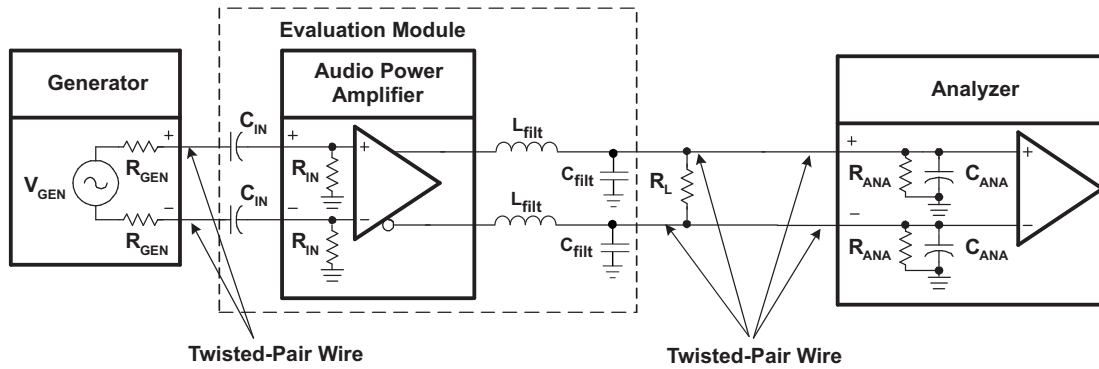 Evaluation Module
Generator
Audio Power
Amplifier
Analyzer
C_IN
L_filt
+
R_GEN
V_GEN
+
R_IN
+
C_filt
R_L
+
R_ANA
C_ANA
+
−
C_IN
−
−
L_filt
−
−
R_GEN
R_IN
C_filt
R_ANA
C_ANA
Twisted-Pair Wire
Twisted-Pair Wire